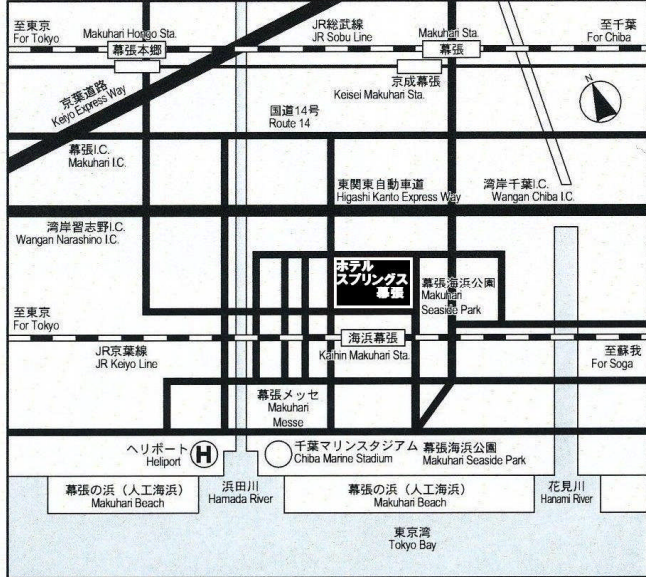 至東京
For Tokyo
Makuhari Hongo Sta.
幕張本郷
JR総武線
JR Sobu Line
Makuhari Sta.
幕張
至千葉
For Chiba
京葉道路
Keiyo Express Way
京成幕張
Keisei Makuhari Sta.
N
国道14号
Route 14
幕張I.C.
Makuhari I.C.
東関東自動車道
Higashi Kanto Express Way
湾岸千葉I.C.
Wangan Chiba I.C.
湾岸習志野I.C.
Wangan Narashino I.C.
ホテル
スプリングス
幕張
幕張海浜公園
Makuhari
Seaside Park
至東京
For Tokyo
JR京葉線
JR Keiyo Line
海浜幕張
Kaihin Makuhari Sta.
至蘇我
For Soga
幕張メッセ
Makuhari
Messe
ヘリポート
Heliport
H
千葉マリンスタジアム
Chiba Marine Stadium
幕張海浜公園
Makuhari Seaside Park
幕張の浜（人工海浜）
Makuhari Beach
浜田川
Hamada River
幕張の浜（人工海浜）
Makuhari Beach
花見川
Hanami River
東京湾
Tokyo Bay